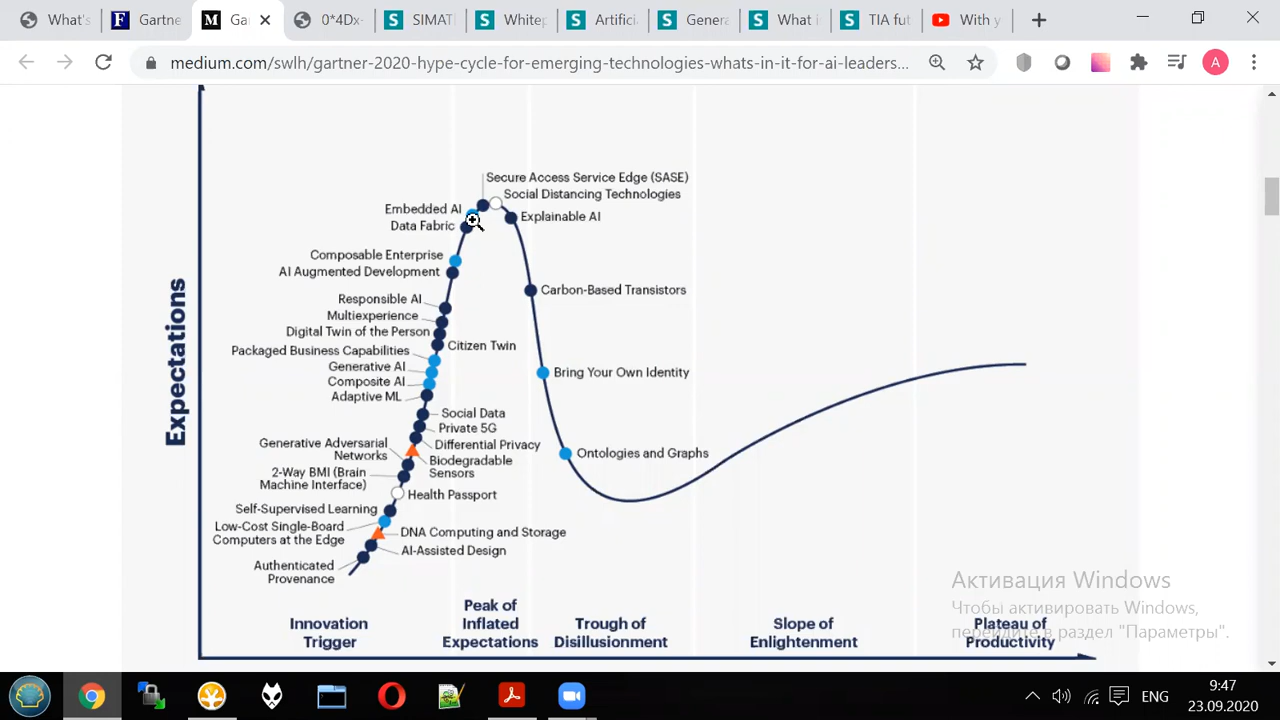 What's
Gartne
Ga
0*4Dx-
SIMAT
Whitep
Artifici
Genera
What
TIA ful
With y
medium.com/swlh/gartner-2020-hype-cycle-for-emerging-technologies-whats-in-it-for-ai-leaders...
A
Secure Access Service Edge (SASE)
Social Distancing Technologies
Embedded AI
Explainable AI
Data Fabric
Composable Enterprise
AI Augmented Development
Carbon-Based Transistors
Responsible AI
Multiexperience
Digital Twin of the Person
Citizen Twin
Packaged Business Capabilities
Generative AI
Bring Your Own Identity
Composite AI
Adaptive ML
Social Data
Private 5G
Differential Privacy
Generative Adversarial
Networks
Biodegradable
Sensors
Ontologies and Graphs
2-Way BMI (Brain
Machine Interface)
Health Passport
Self-Supervised Learning
Low-Cost Single-Board
Computers at the Edge
DNA Computing and Storage
AI-Assisted Design
Authenticated
Provenance
Expectations
Innovation
Trigger
Peak of
Inflated
Expectations
Trough of
Disillusionment
Slope of
Enlightenment
Plateau of
Productivity
Активация Windows
Чтобы активировать Windows,
перейдите в раздел "Параметры".
ENG
9:47
23.09.2020